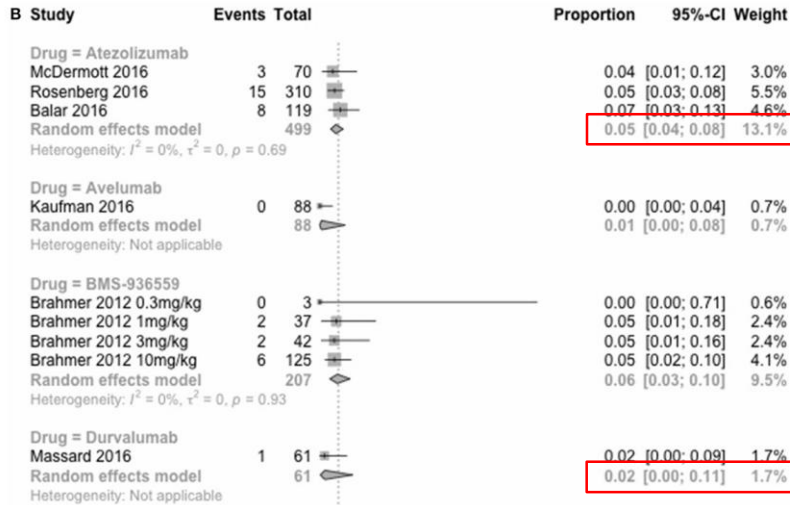 B Study Events Total Proportion 95%-CI Weight
Drug = Atezolizumab
McDermott 2016 3 70 0.04 [0.01; 0.12] 3.0%
Rosenberg 2016 15 310 0.05 [0.03; 0.08] 5.5%
Balar 2016 8 119 0.07 [0.03; 0.13] 4.6%
Random effects model 499 0.05 [0.04; 0.08] 13.1%
Heterogeneity: I² = 0%, τ² = 0, p = 0.69
Drug = Avelumab
Kaufman 2016 0 88 0.00 [0.00; 0.04] 0.7%
Random effects model 88 0.01 [0.00; 0.08] 0.7%
Heterogeneity: Not applicable
Drug = BMS-936559
Brahmer 2012 0.3mg/kg 0 3 0.00 [0.00; 0.71] 0.6%
Brahmer 2012 1mg/kg 2 37 0.05 [0.01; 0.18] 2.4%
Brahmer 2012 3mg/kg 2 42 0.05 [0.01; 0.16] 2.4%
Brahmer 2012 10mg/kg 6 125 0.05 [0.02; 0.10] 4.1%
Random effects model 207 0.06 [0.03; 0.10] 9.5%
Heterogeneity: I² = 0%, τ² = 0, p = 0.93
Drug = Durvalumab
Massard 2016 1 61 0.02 [0.00; 0.09] 1.7%
Random effects model 61 0.02 [0.00; 0.11] 1.7%
Heterogeneity: Not applicable